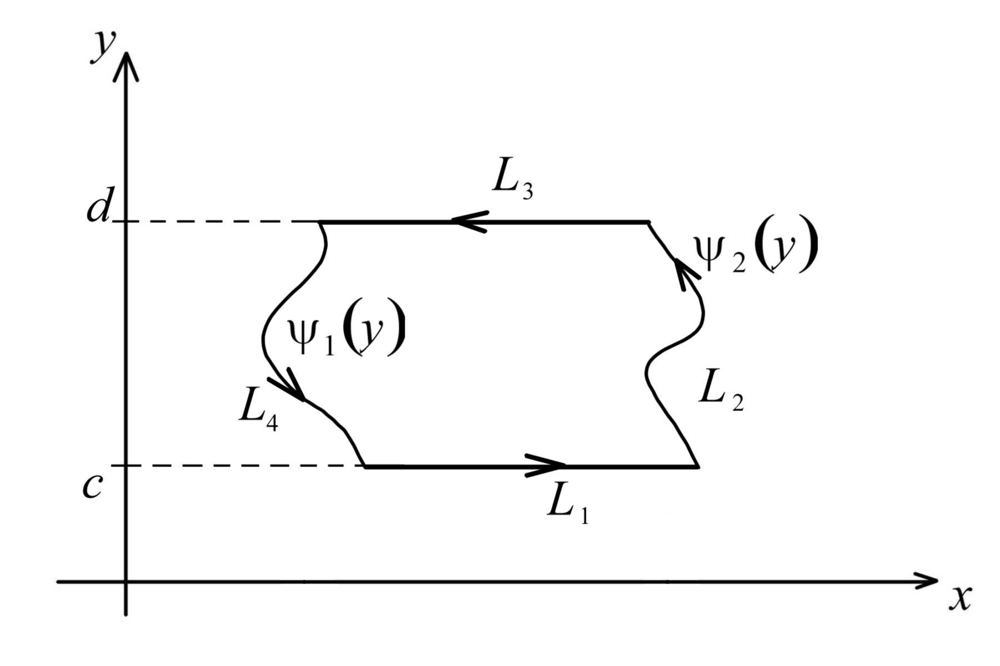 y
L₃
d
ψ₂(y)
ψ₁(y)
L₂
L₄
c
L₁
x